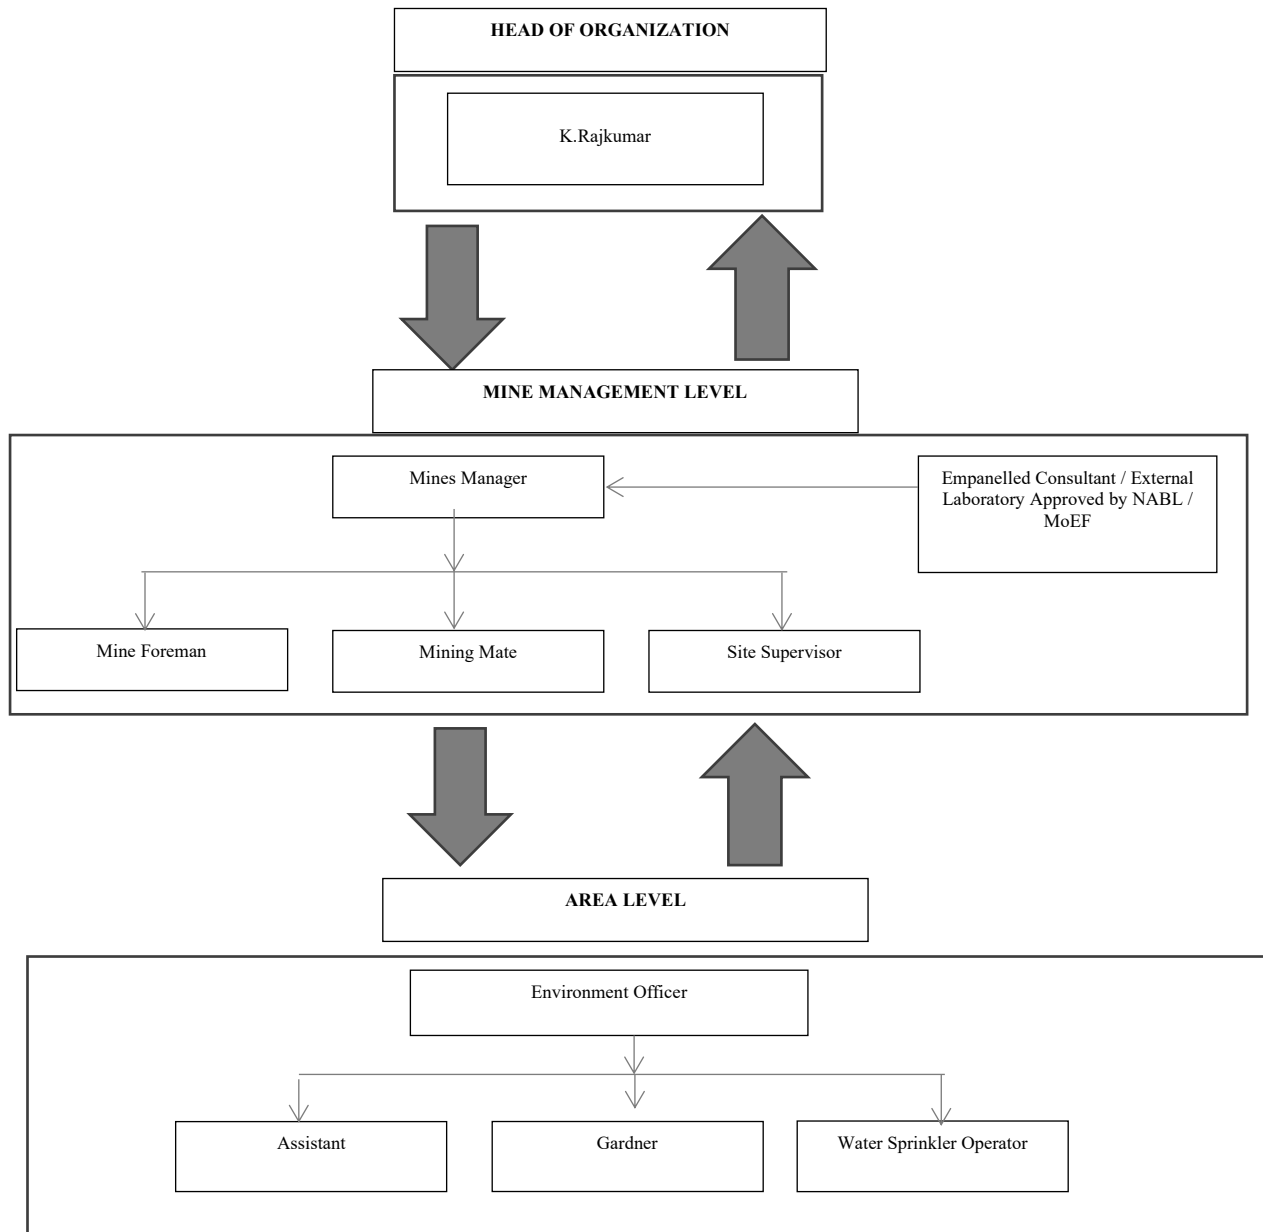 HEAD OF ORGANIZATION
K.Rajkumar
MINE MANAGEMENT LEVEL
Mines Manager
Empanelled Consultant / External
Laboratory Approved by NABL /
MoEF
Mine Foreman
Mining Mate
Site Supervisor
AREA LEVEL
Environment Officer
Assistant
Gardner
Water Sprinkler Operator